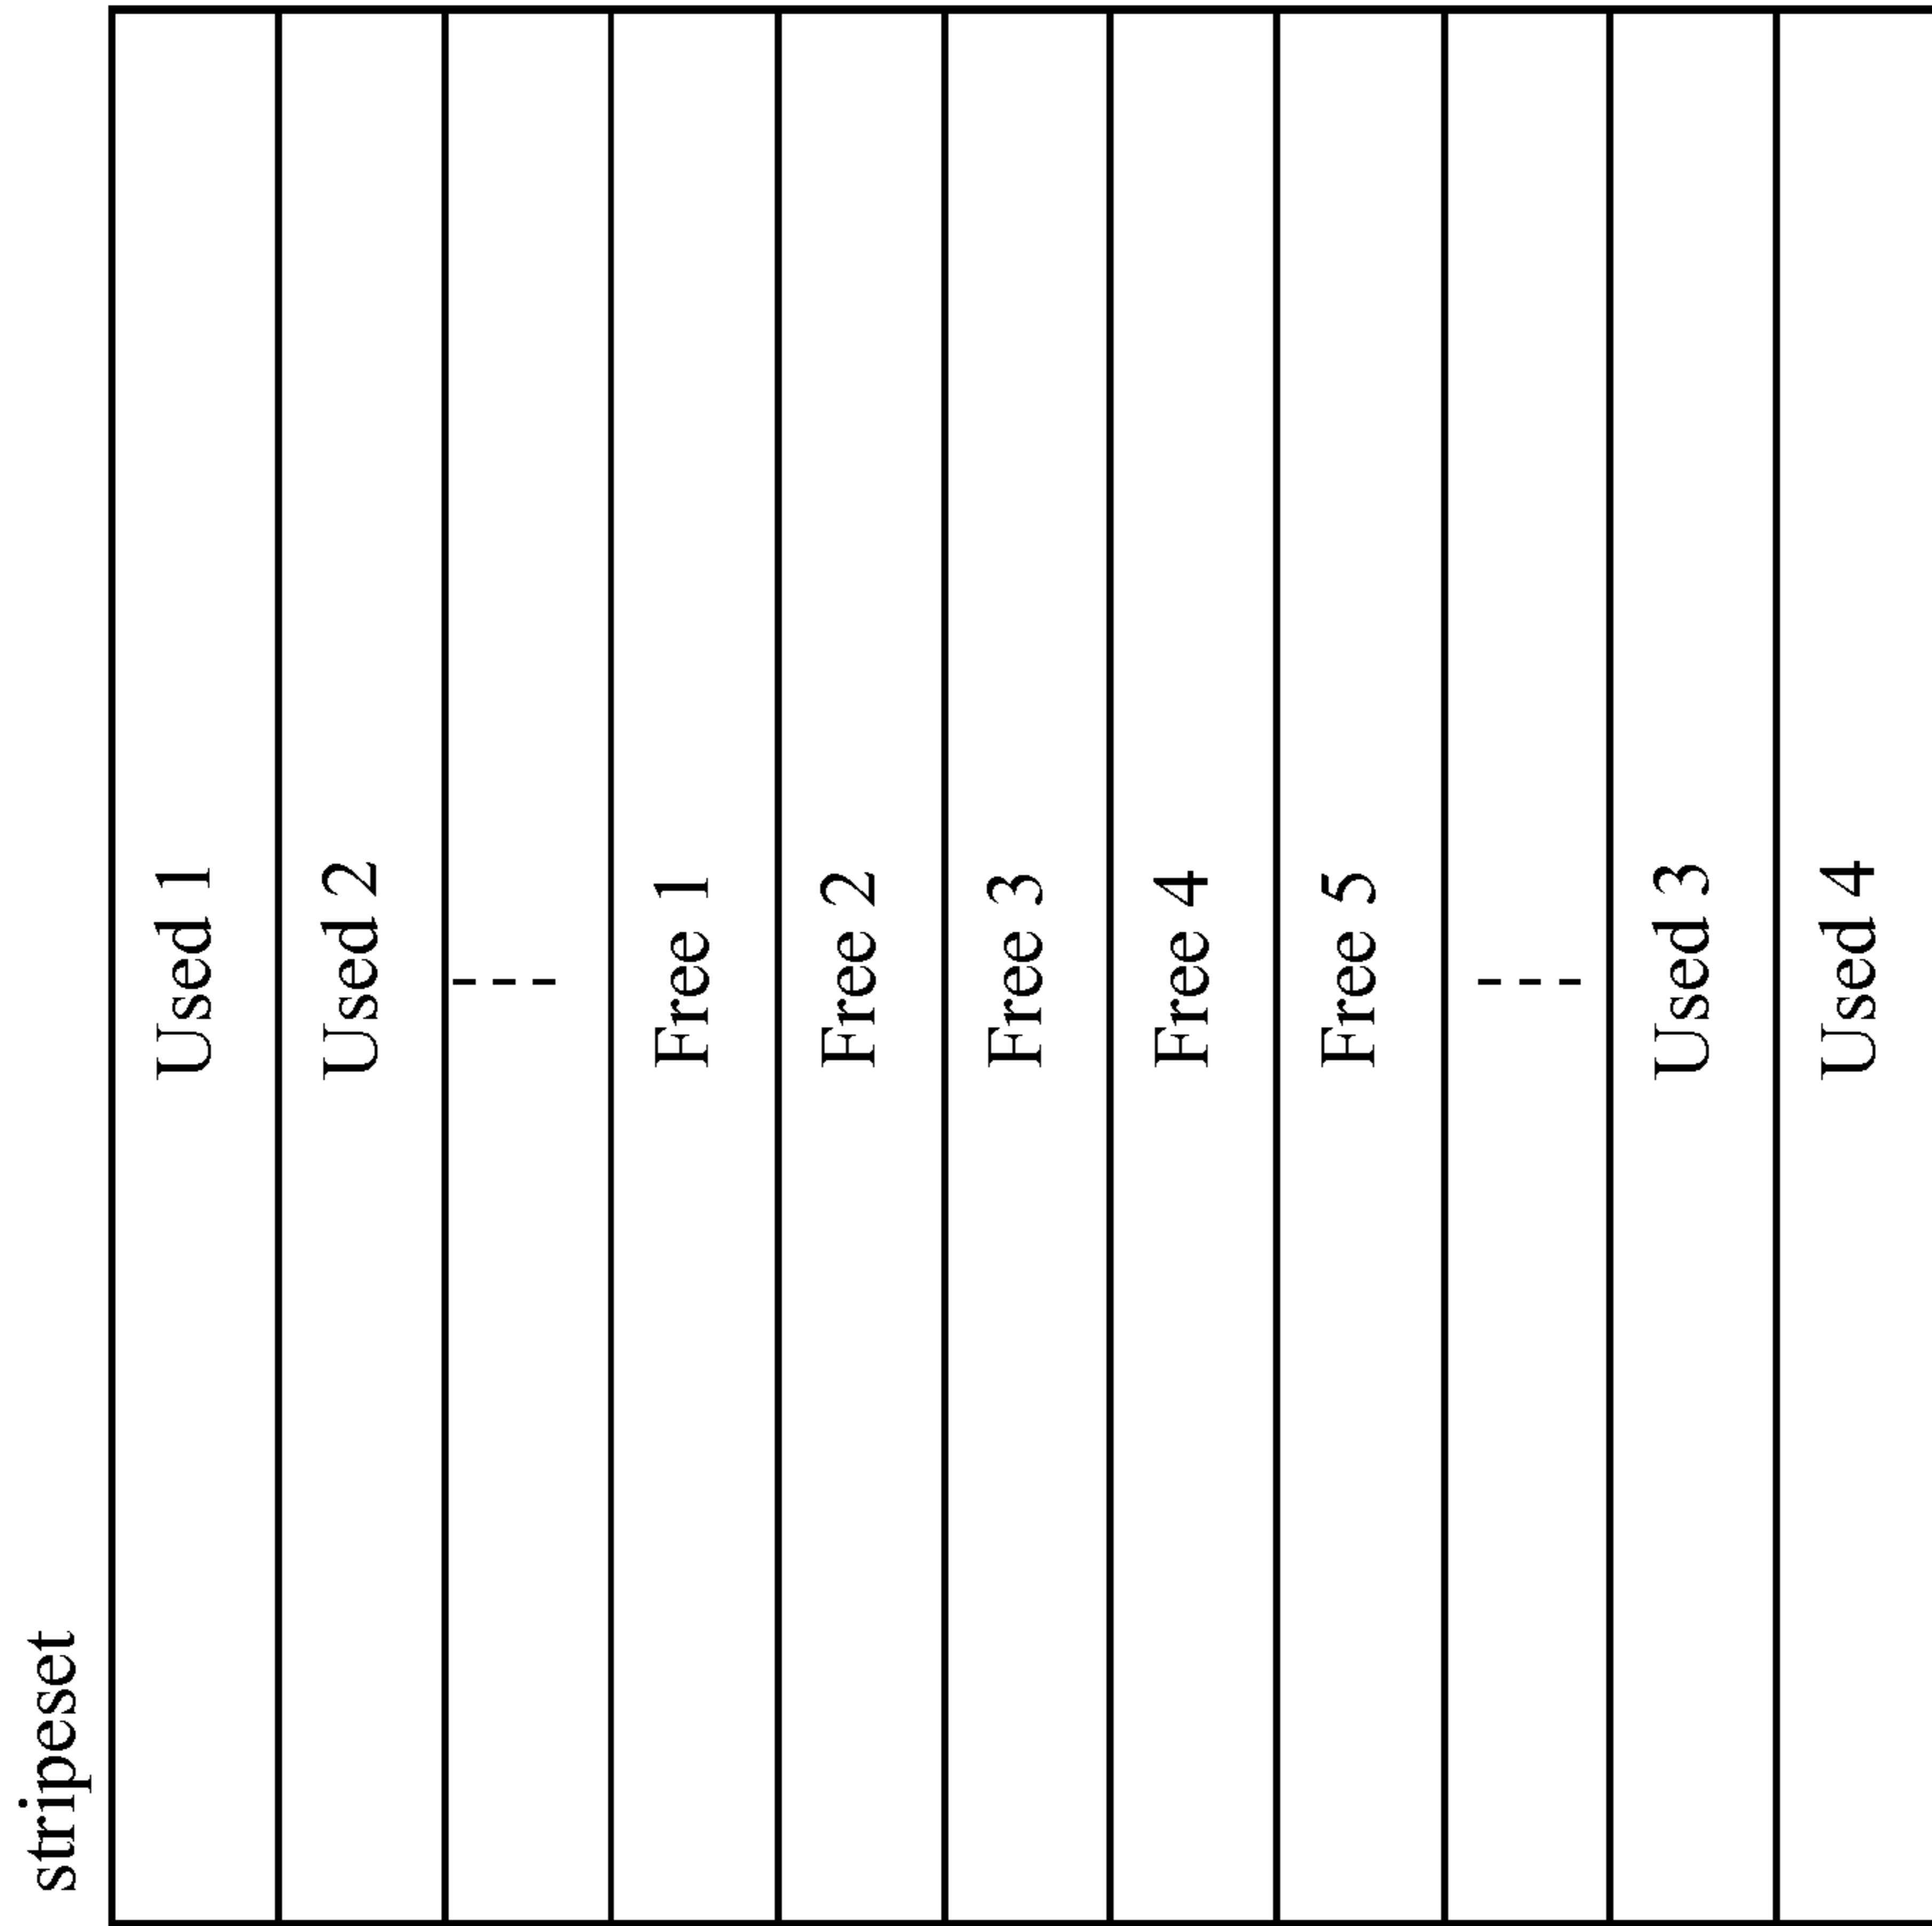 stripeset
Used 1
Used 2
- - -
Free 1
Free 2
Free 3
Free 4
Free 5
- - -
Used 3
Used 4